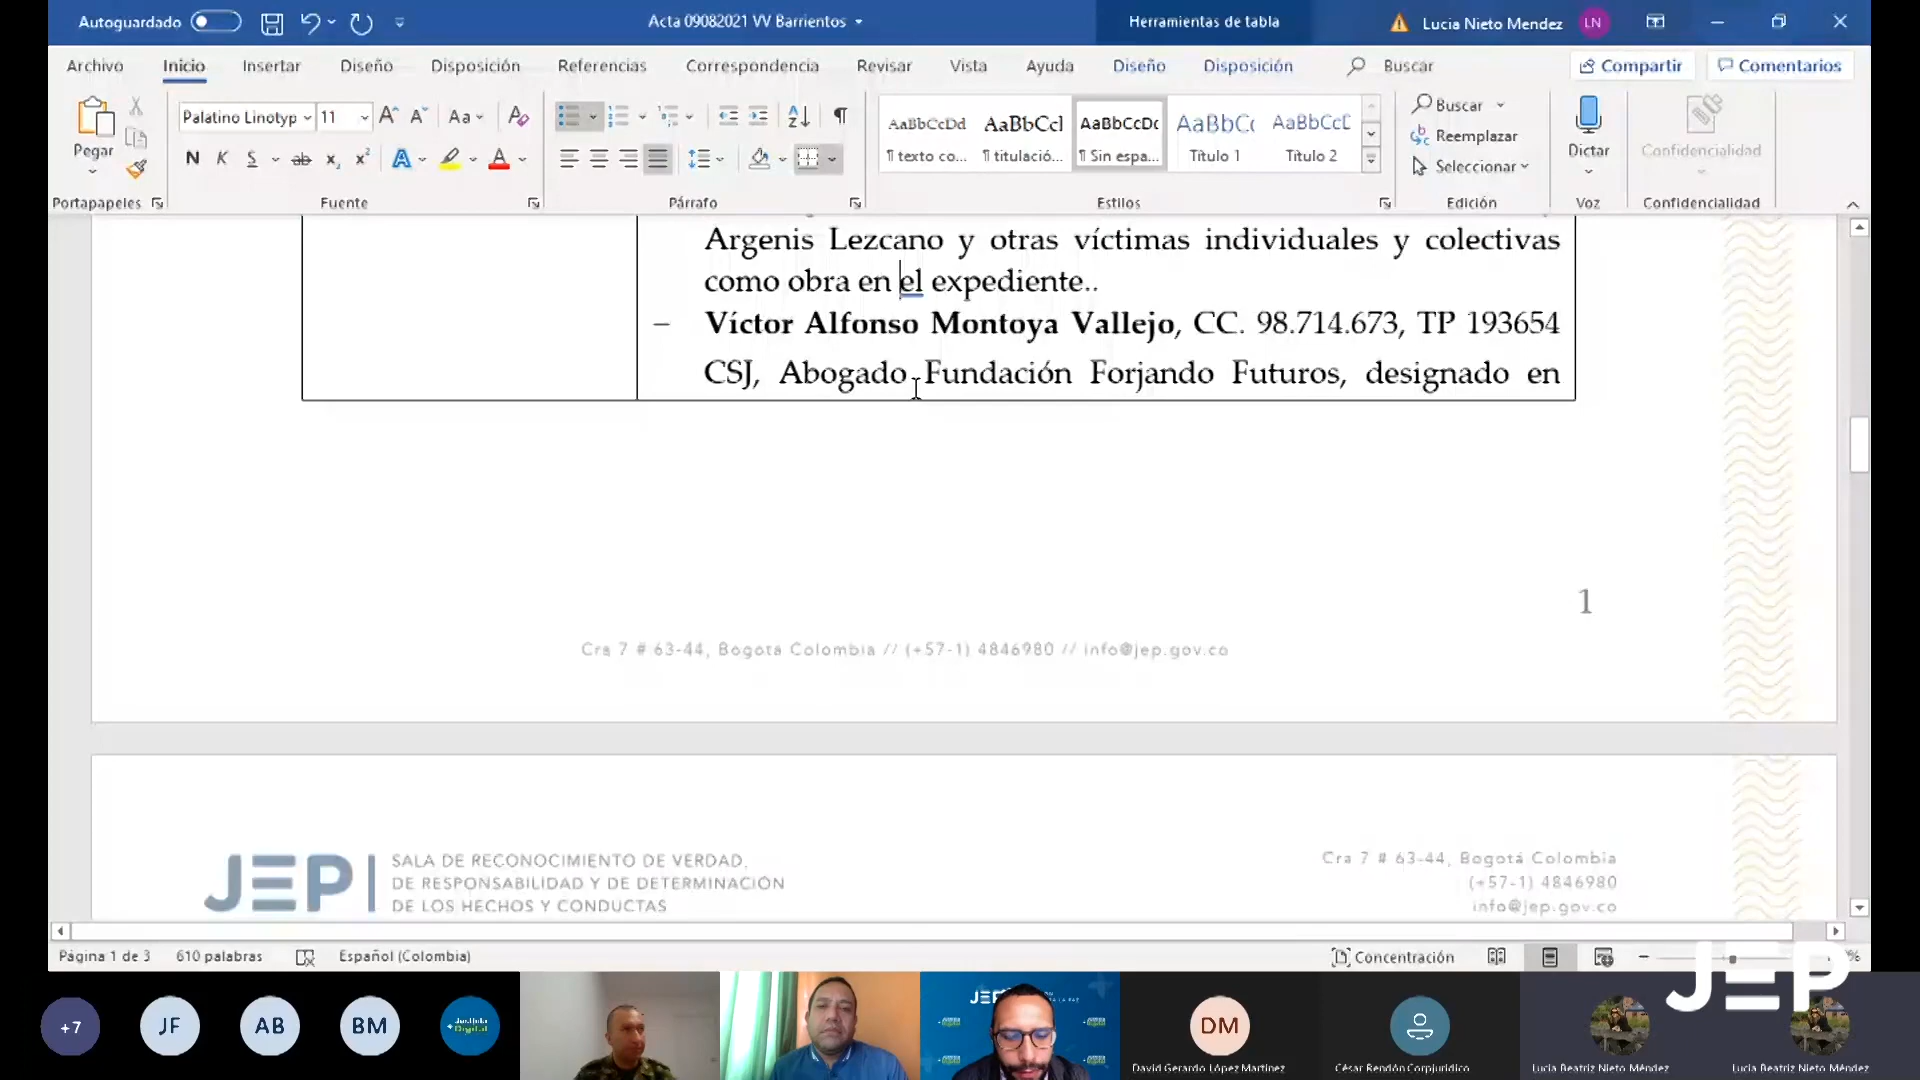 Autoguardado
Acta 09082021 VV Barrientos
Herramientas de tabla
Lucia Nieto Mendez
LN
Archivo Inicio Insertar Diseño Disposición Referencias Correspondencia Revisar Vista Ayuda Diseño Disposición Buscar
Compartir
Comentarios
Pegar
Palatino Linotyp 11
N K S ab x x²
AaBbCcDd
¶ texto co...
AaBbCcl
¶ titulació...
AaBbCcDc
¶ Sin espa...
AaBbCc
Título 1
AaBbCcD
Título 2
Buscar
Reemplazar
Seleccionar
Dictar
Confidencialidad
Portapapeles Fuente Párrafo Estilos Edición Voz Confidencialidad
Argenis Lezcano y otras víctimas individuales y colectivas
como obra en el expediente..
– Víctor Alfonso Montoya Vallejo, CC. 98.714.673, TP 193654
CSJ, Abogado Fundación Forjando Futuros, designado en
1
Cra 7 # 63-44, Bogotá Colombia // (+57-1) 4846980 // info@jep.gov.co
JEP
SALA DE RECONOCIMIENTO DE VERDAD,
DE RESPONSABILIDAD Y DE DETERMINACIÓN
DE LOS HECHOS Y CONDUCTAS
Cra 7 # 63-44, Bogotá Colombia
(+57-1) 4846980
info@jep.gov.co
Página 1 de 3 610 palabras Español (Colombia)
Concentración
JEP
+7
JF
AB
BM
Justicia
Digital
JEP
DM
David Gerardo López Martínez
César Rendón Corpjurídico
Lucia Beatriz Nieto Méndez
Lucia Beatriz Nieto Méndez